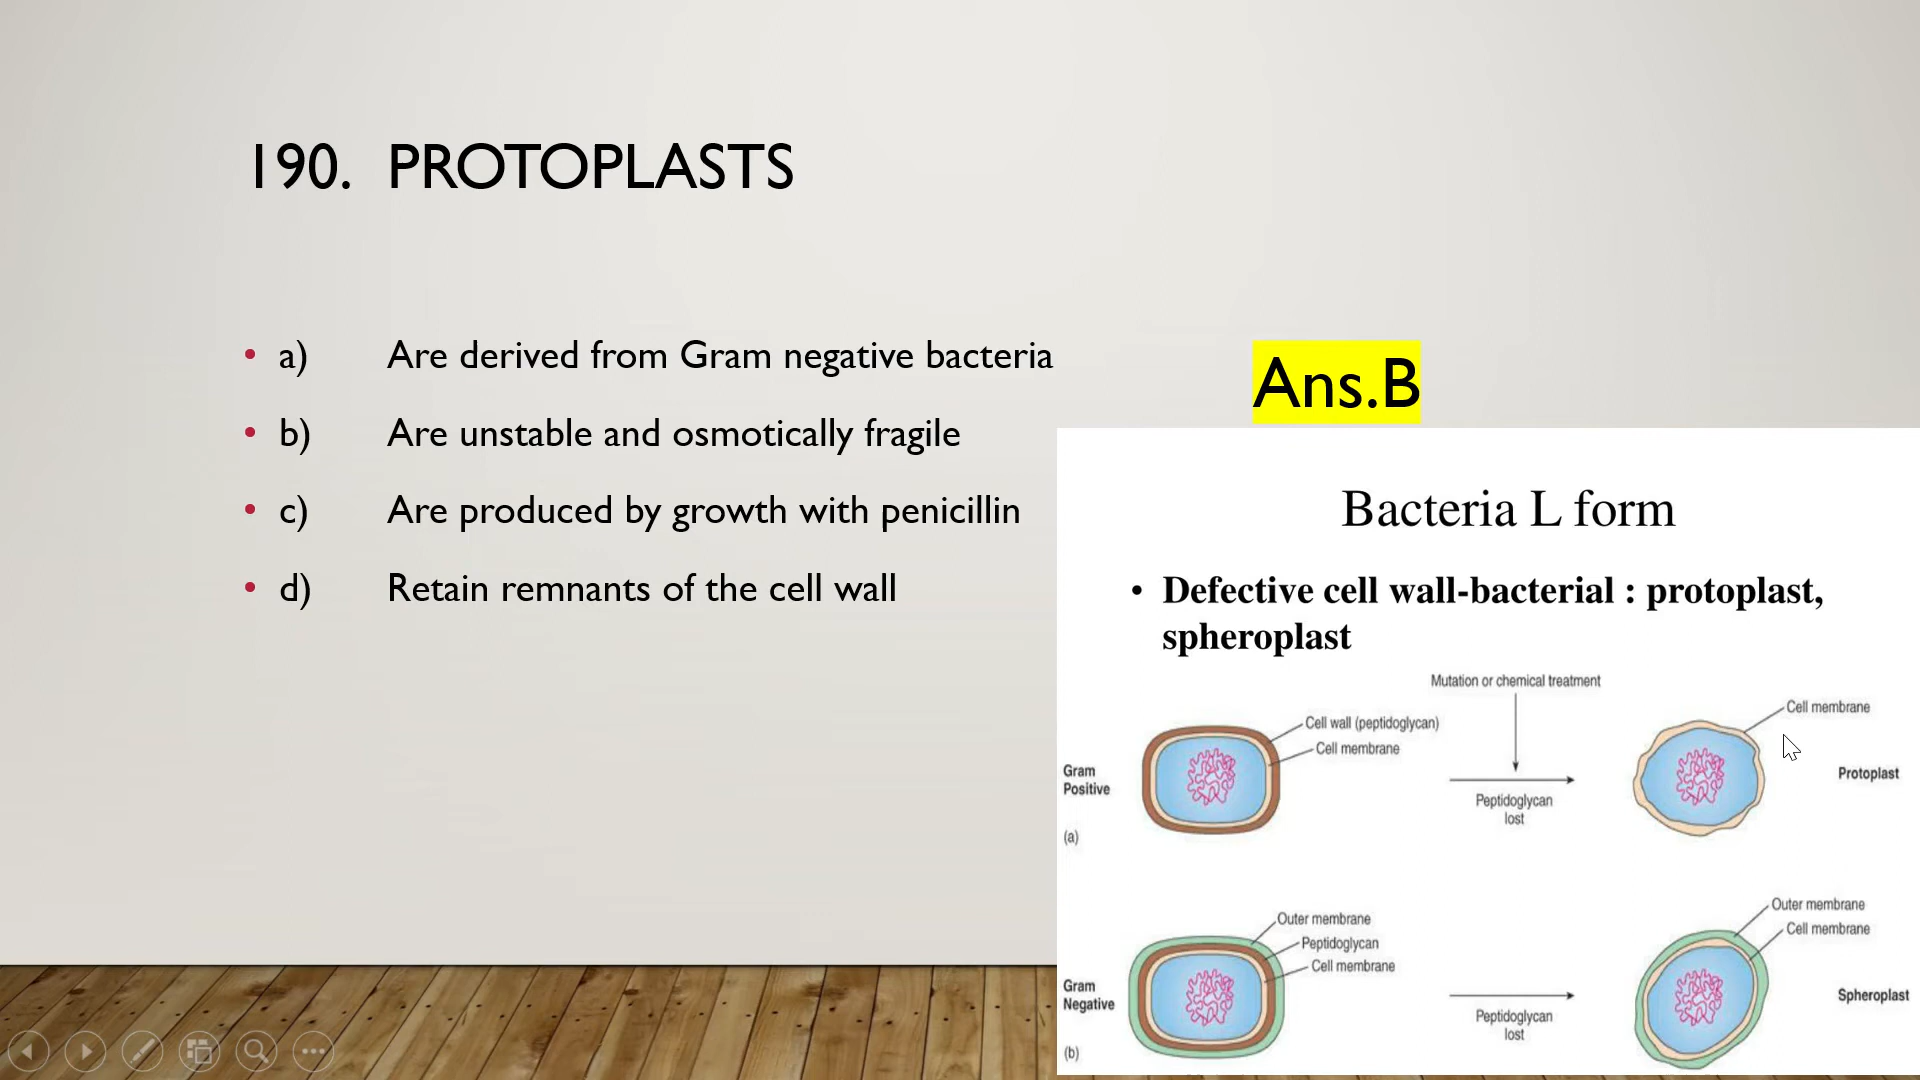 190. PROTOPLASTS
• a) Are derived from Gram negative bacteria
• b) Are unstable and osmotically fragile
• c) Are produced by growth with penicillin
• d) Retain remnants of the cell wall
Ans.B
Bacteria L form
• Defective cell wall-bacterial : protoplast,
spheroplast
Mutation or chemical treatment
Cell wall (peptidoglycan)
Cell membrane
Cell membrane
Gram
Positive
Peptidoglycan
lost
Protoplast
(a)
Outer membrane
Peptidoglycan
Cell membrane
Outer membrane
Cell membrane
Gram
Negative
Peptidoglycan
lost
Spheroplast
(b)